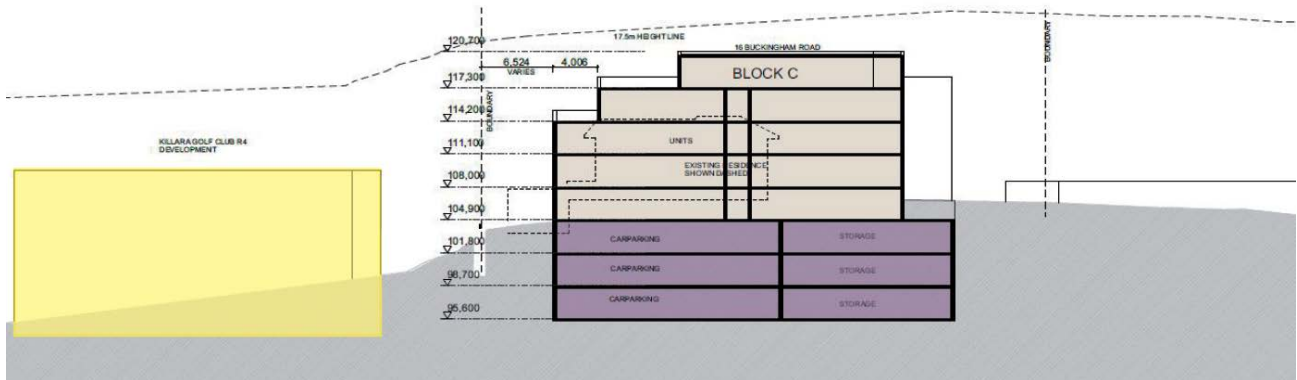 17.5m HEIGHT LINE
120,700
16 BUCKINGHAM ROAD
BOUNDARY
6,524
4,006
VARIES
BLOCK C
117,300
BOUNDARY
114,200
KILLARA GOLF CLUB R4
DEVELOPMENT
UNITS
111,100
EXISTING RESIDENCE
SHOWN DASHED
108,000
104,900
CARPARKING
STORAGE
101,800
CARPARKING
STORAGE
98,700
CARPARKING
STORAGE
95,600